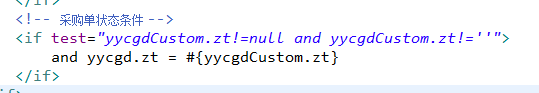 </if>
<!-- 采购单状态条件 -->
<if test="yycgdCustom.zt!=null and yycgdCustom.zt!=''">
and yycgd.zt = #{yycgdCustom.zt}
</if>
if>